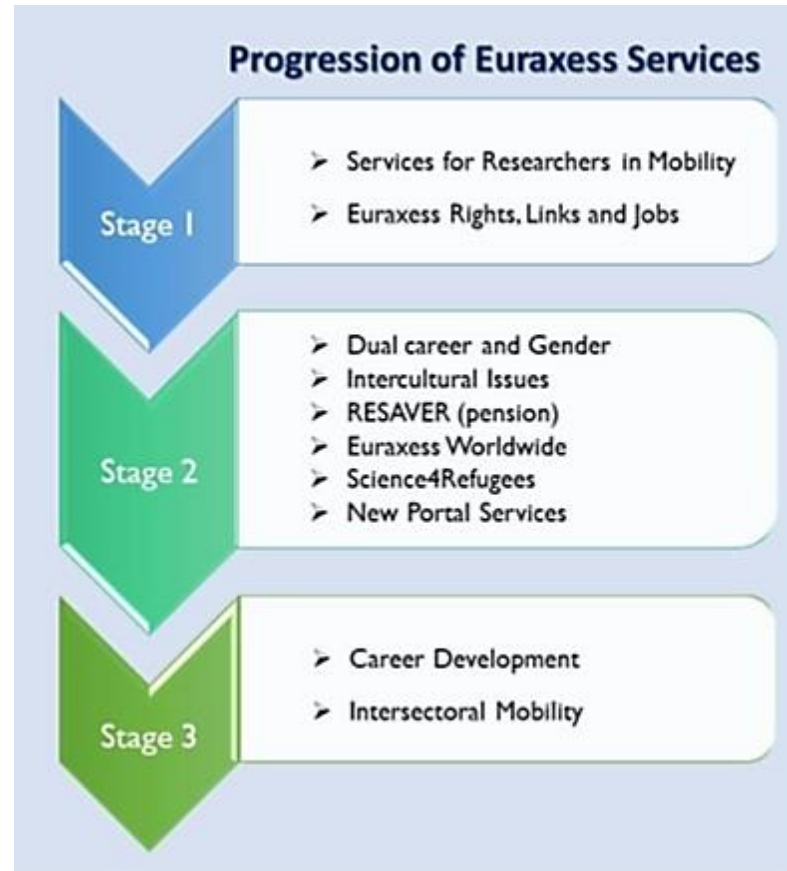 Progression of Euraxess Services
Stage 1
➢ Services for Researchers in Mobility
➢ Euraxess Rights, Links and Jobs
Stage 2
➢ Dual career and Gender
➢ Intercultural Issues
➢ RESAVER (pension)
➢ Euraxess Worldwide
➢ Science4Refugees
➢ New Portal Services
Stage 3
➢ Career Development
➢ Intersectoral Mobility